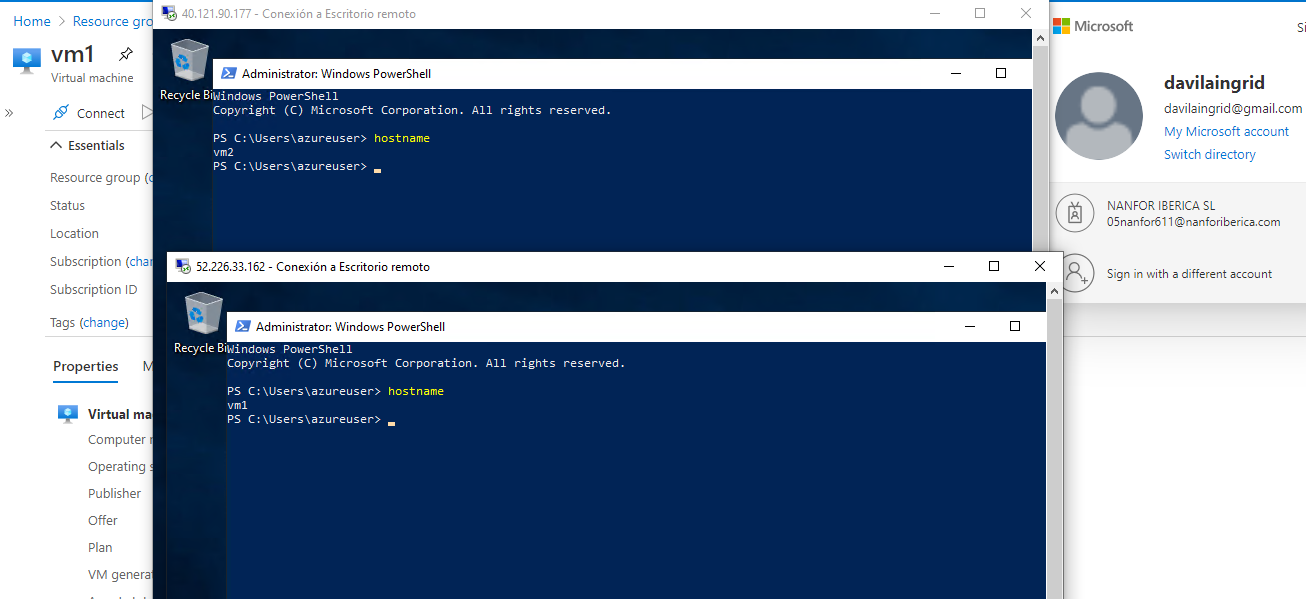 Home > Resource gro
vm1
Virtual machine
Connect
Essentials
Resource group (c
Status
Location
Subscription (char
Subscription ID
Tags (change)
Properties M
Virtual ma
Computer n
Operating s
Publisher
Offer
Plan
VM genera
40.121.90.177 - Conexión a Escritorio remoto
Recycle Bi
Administrator: Windows PowerShell
Windows PowerShell
Copyright (C) Microsoft Corporation. All rights reserved.
PS C:\Users\azureuser> hostname
vm2
PS C:\Users\azureuser>
52.226.33.162 - Conexión a Escritorio remoto
Recycle Bi
Administrator: Windows PowerShell
Windows PowerShell
Copyright (C) Microsoft Corporation. All rights reserved.
PS C:\Users\azureuser> hostname
vm1
PS C:\Users\azureuser>
Microsoft
Si
davilaingrid
davilaingrid@gmail.com
My Microsoft account
Switch directory
NANFOR IBERICA SL
05nanfor611@nanforiberica.com
Sign in with a different account